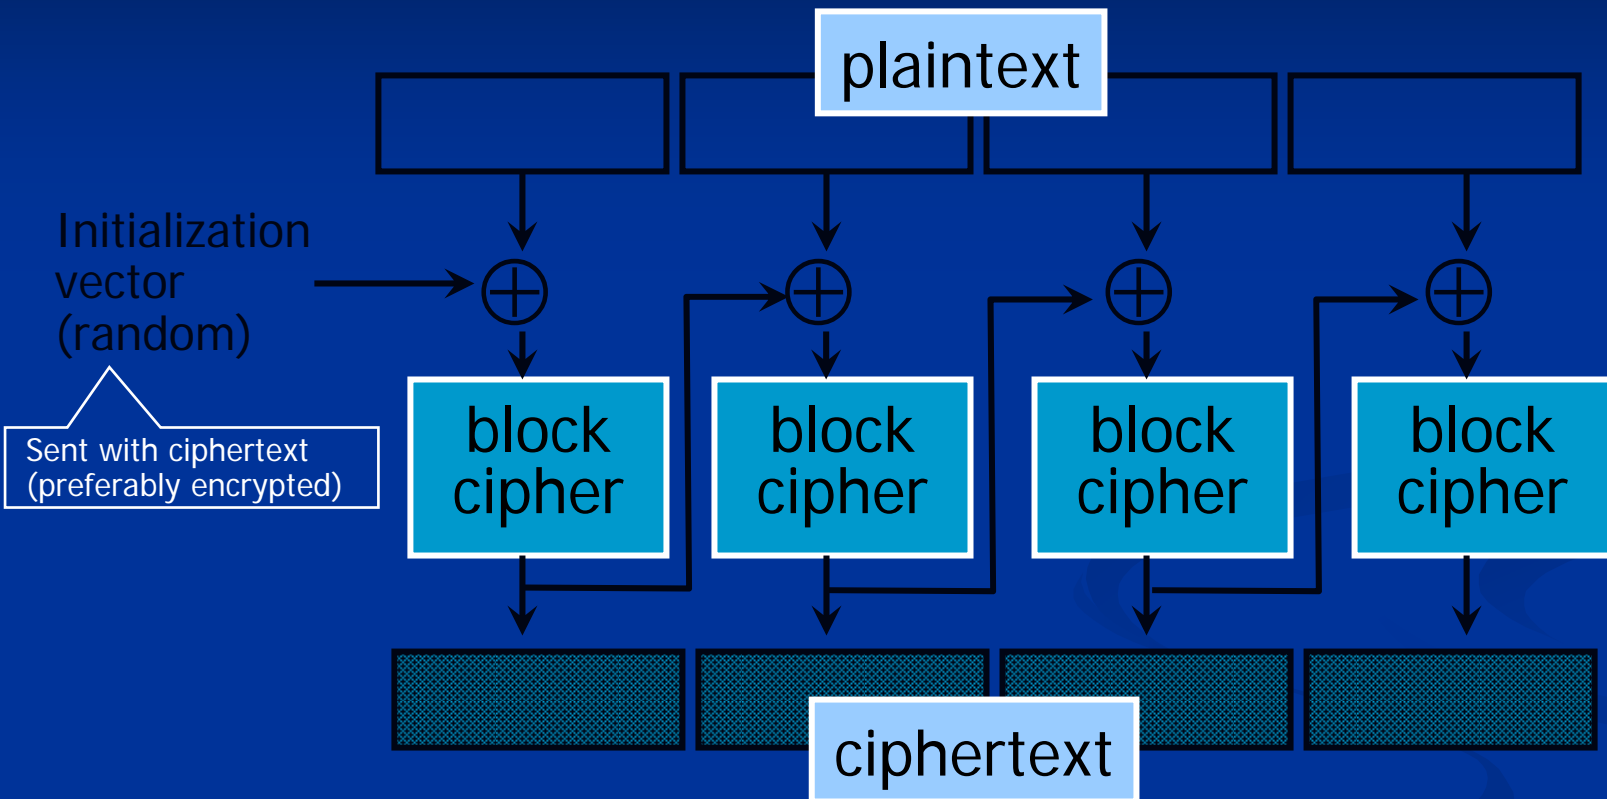 plaintext
Initialization
vector
(random)
Sent with ciphertext
(preferably encrypted)
block
cipher
block
cipher
block
cipher
block
cipher
ciphertext